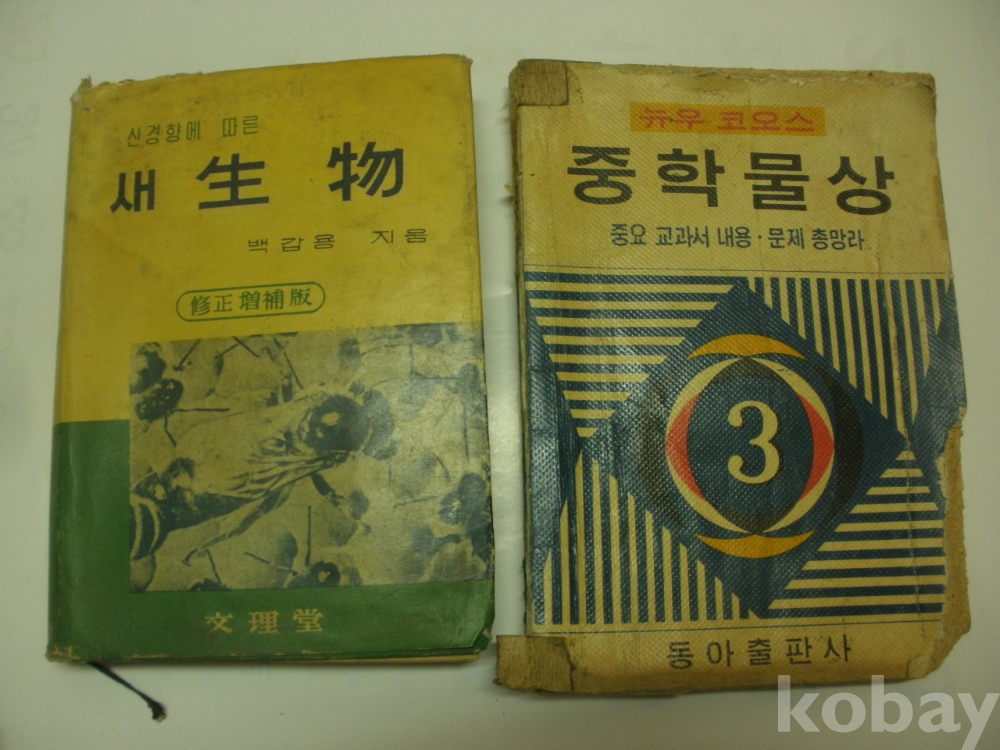 신경향에 따른
새 生物
백갑용 지음
修正增補版
文理堂
뉴우 코오스
중학물상
중요 교과서 내용·문제 총망라
3
동아출판사
kobay